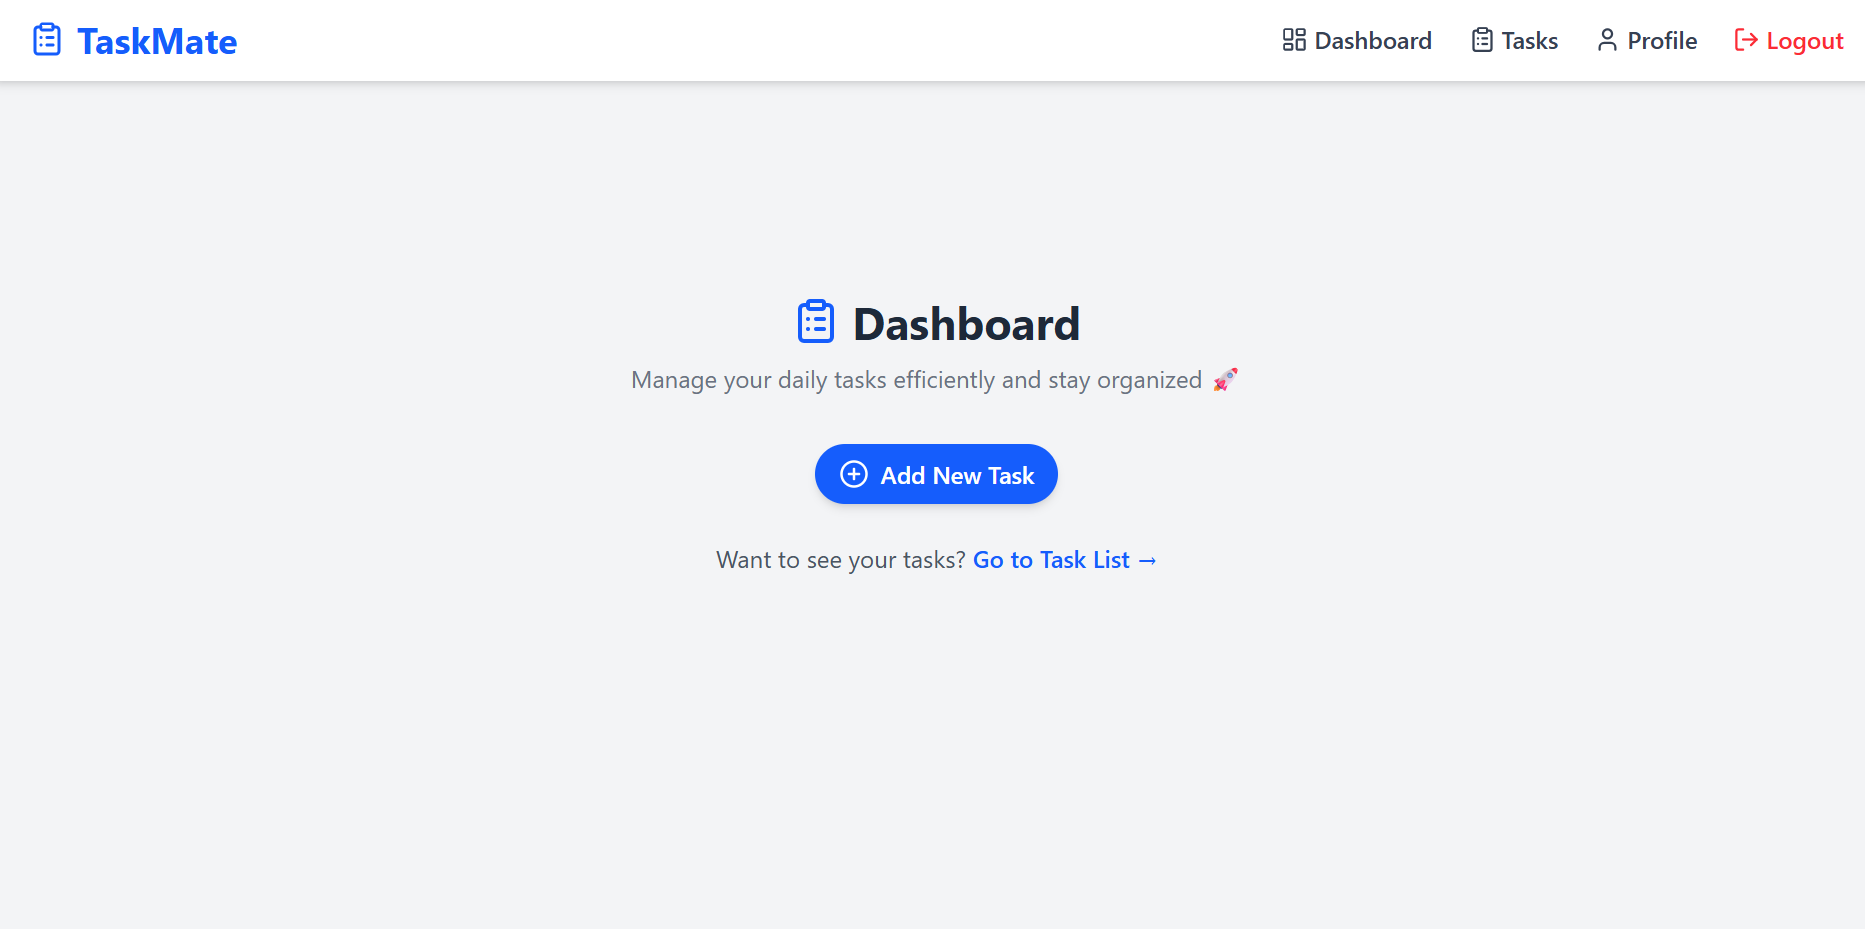 TaskMate
Dashboard
Tasks
Profile
Logout
Dashboard
Manage your daily tasks efficiently and stay organized 🚀
Add New Task
Want to see your tasks? Go to Task List →